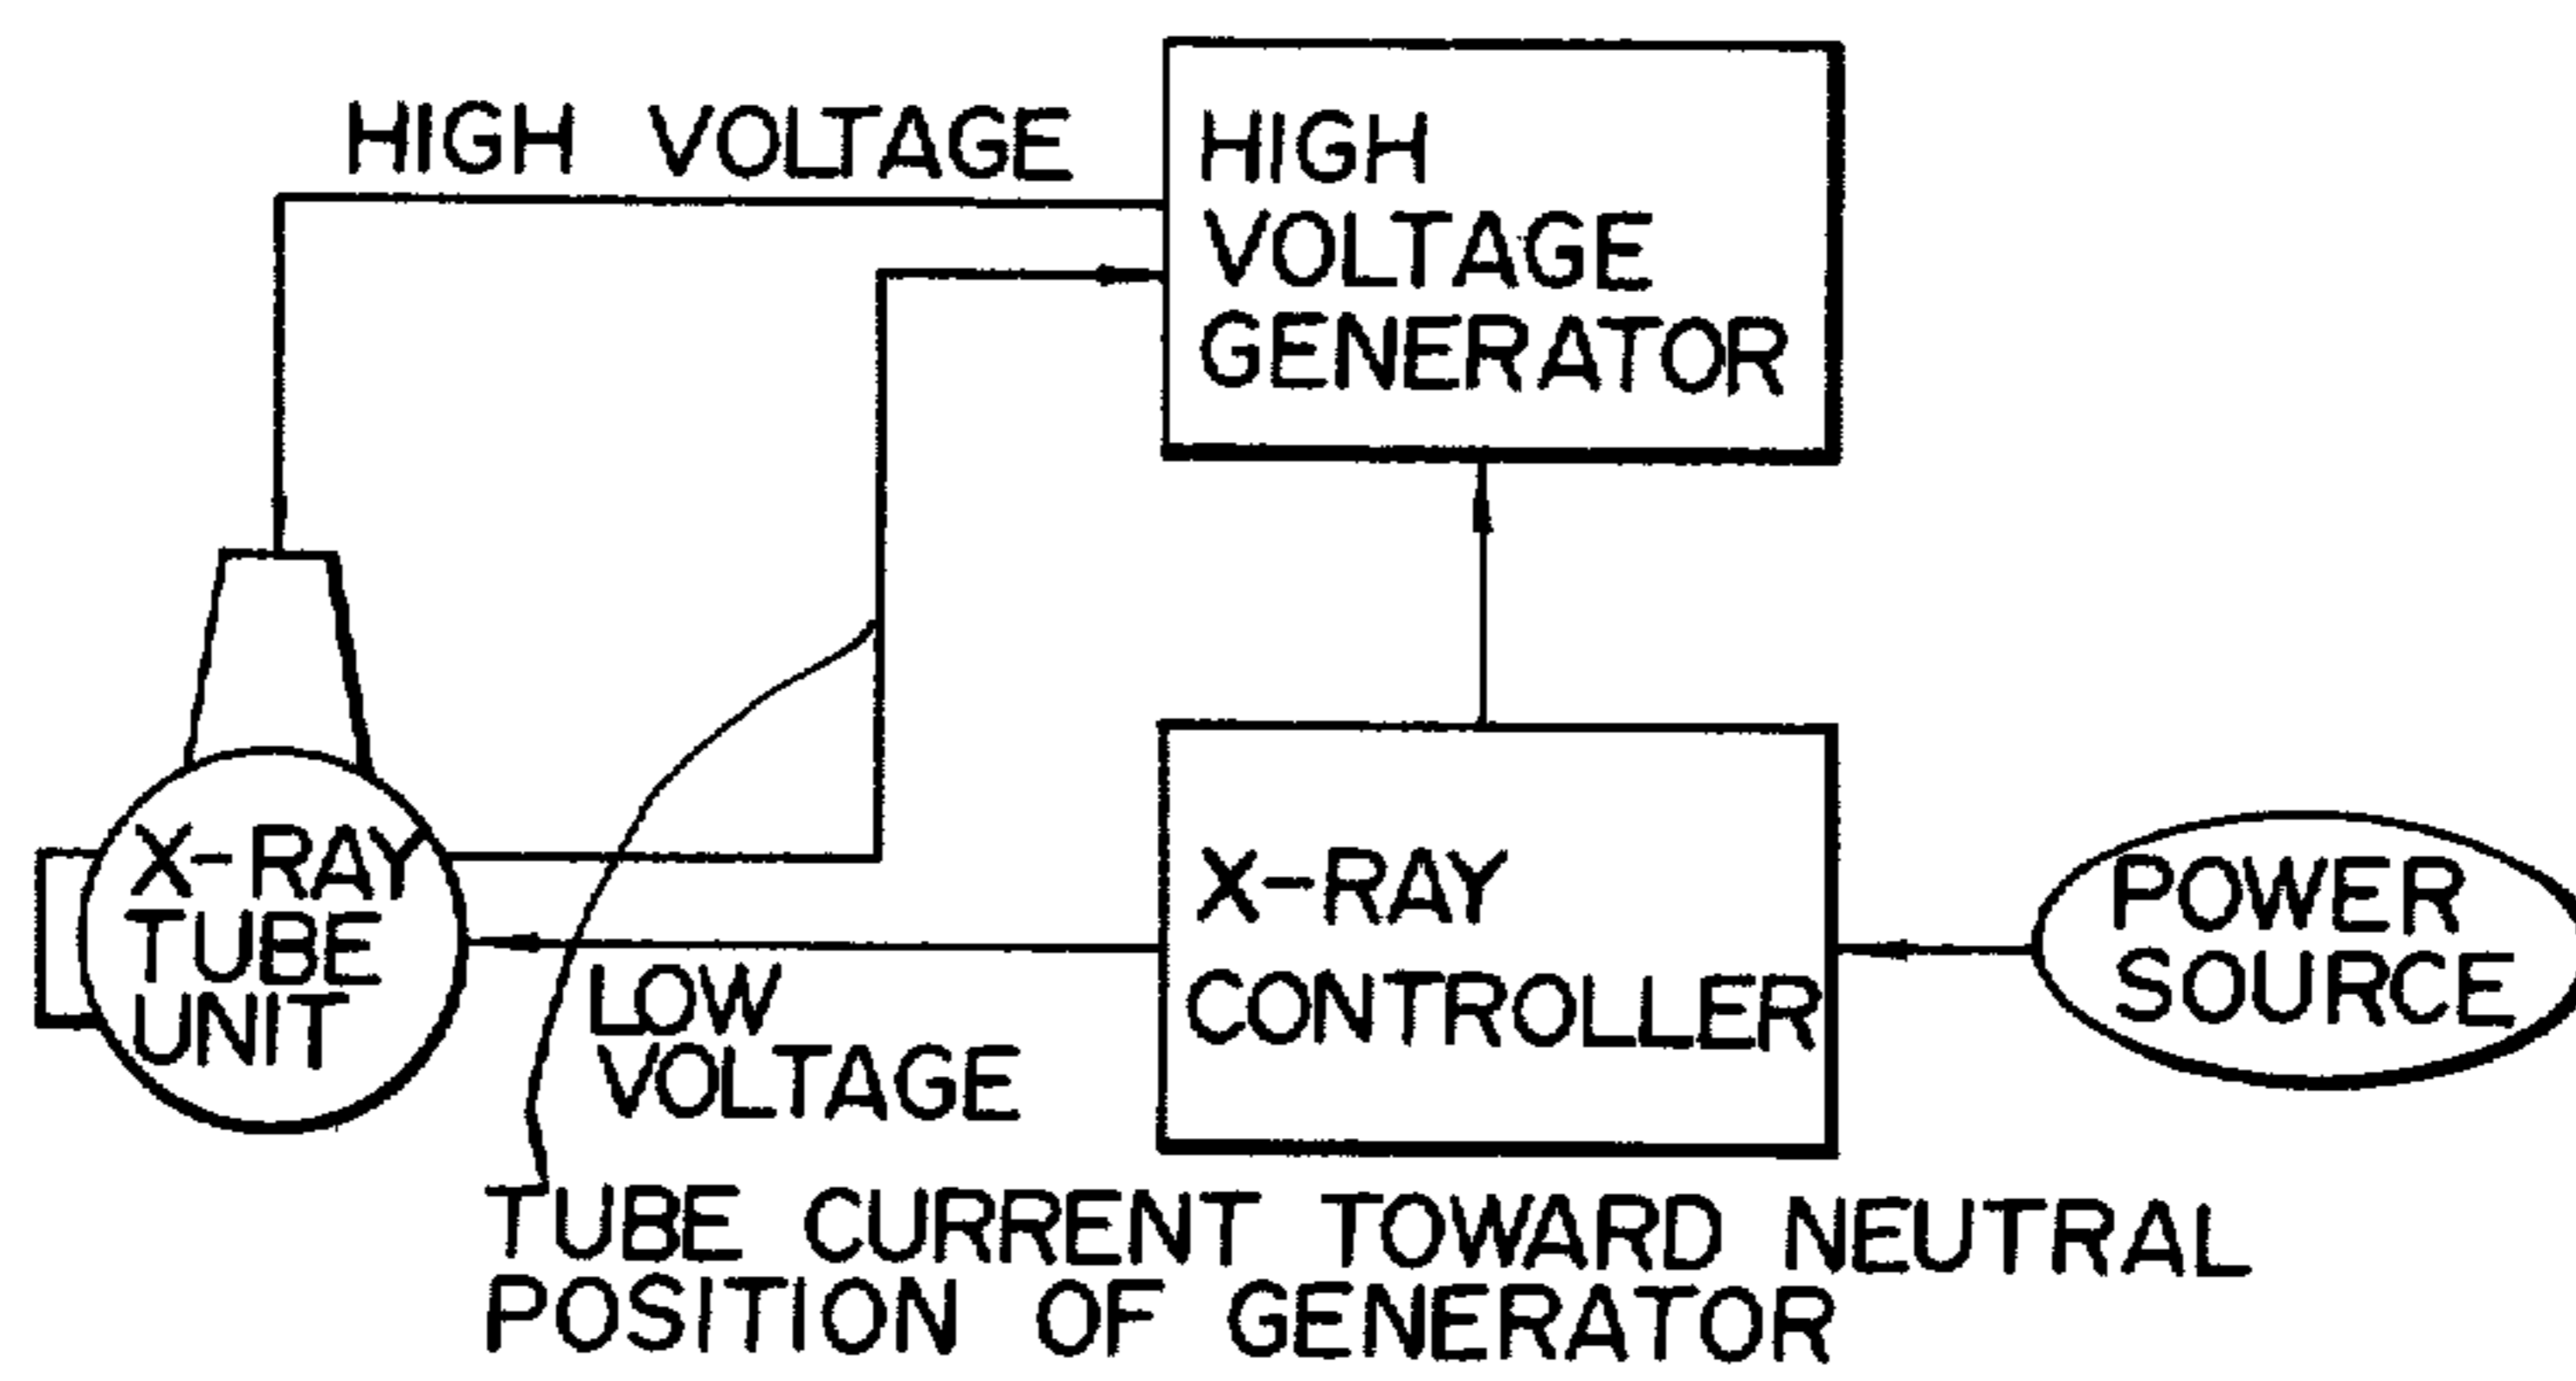 HIGH VOLTAGE
HIGH
VOLTAGE
GENERATOR
X-RAY
TUBE
UNIT
LOW
VOLTAGE
X-RAY
CONTROLLER
POWER
SOURCE
TUBE CURRENT TOWARD NEUTRAL
POSITION OF GENERATOR